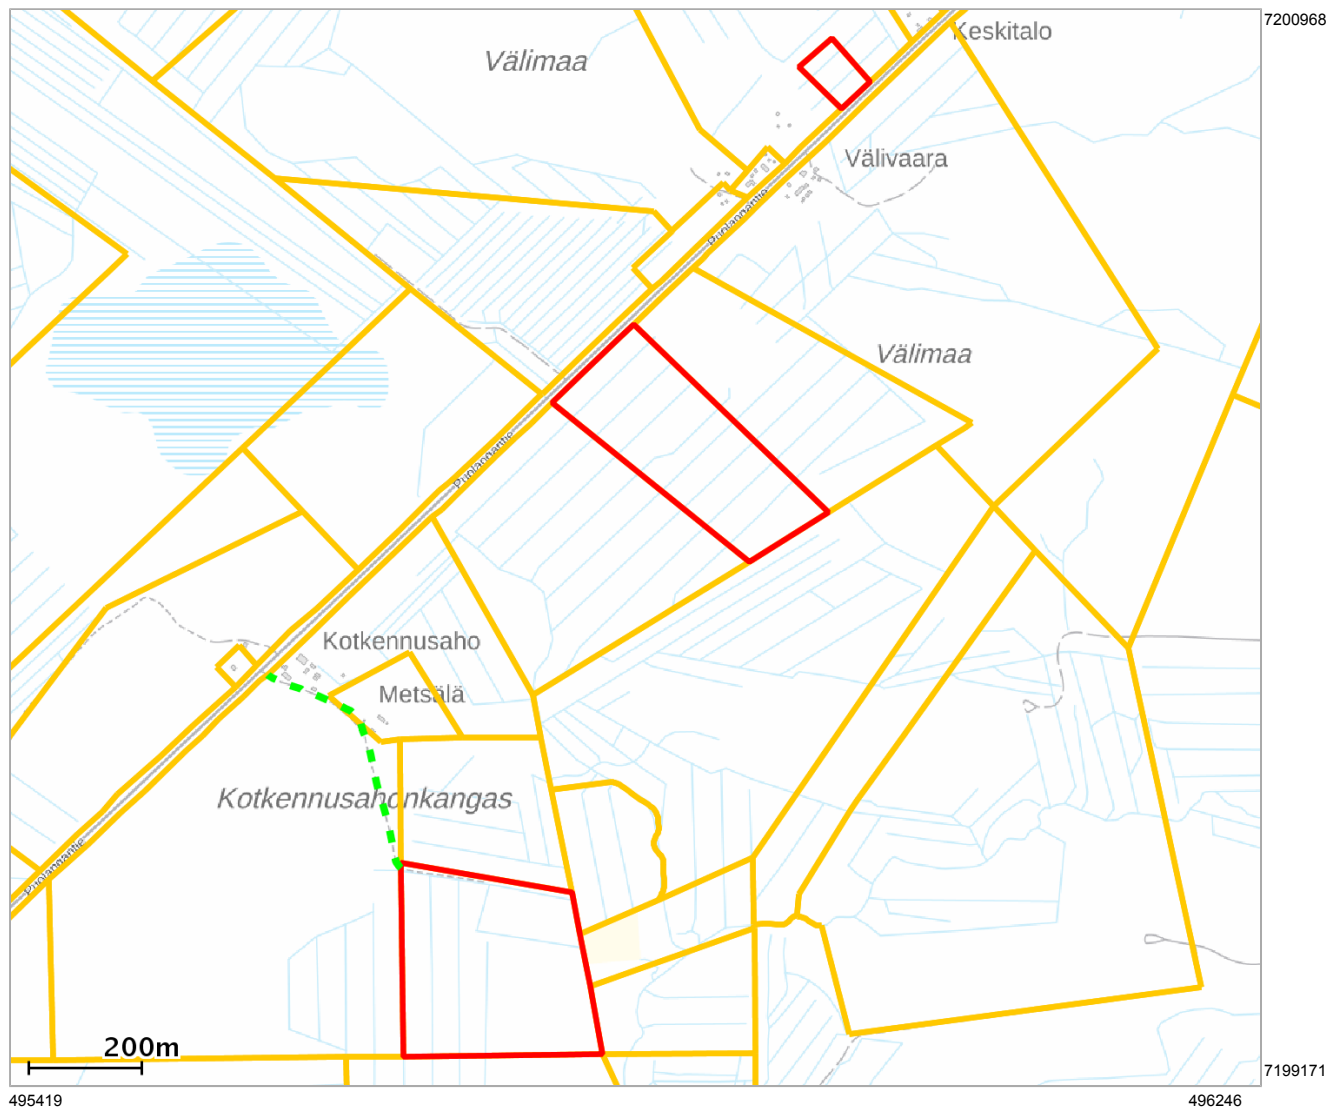 7200968
Keskitalo
Välimaa
Välivaara
Puolangantie
Välimaa
Puolangantie
Kotkennusaho
Metsälä
Kotkennusahonkangas
Puolangantie
200m
7199171
495419
496246